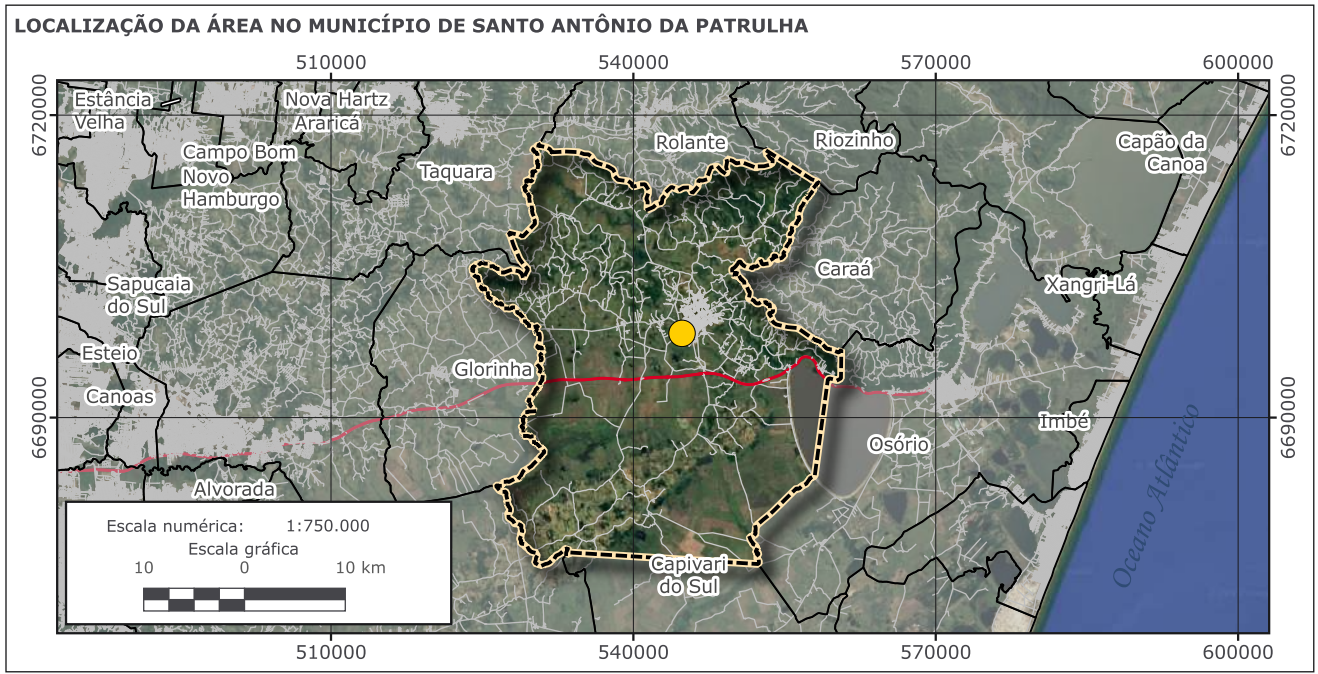 LOCALIZAÇÃO DA ÁREA NO MUNICÍPIO DE SANTO ANTÔNIO DA PATRULHA
510000
540000
570000
600000
6720000
6720000
Estância
Velha
Nova Hartz
Araricá
Campo Bom
Novo
Hamburgo
Taquara
Rolante
Riozinho
Capão da
Canoa
Sapucaia
do Sul
Caraá
Xangri-Lá
Esteio
Canoas
Glorinha
6690000
6690000
Imbé
Osório
Alvorada
Oceano Atlântico
Capivari
do Sul
Escala numérica: 1:750.000
Escala gráfica
10 0 10 km
510000
540000
570000
600000